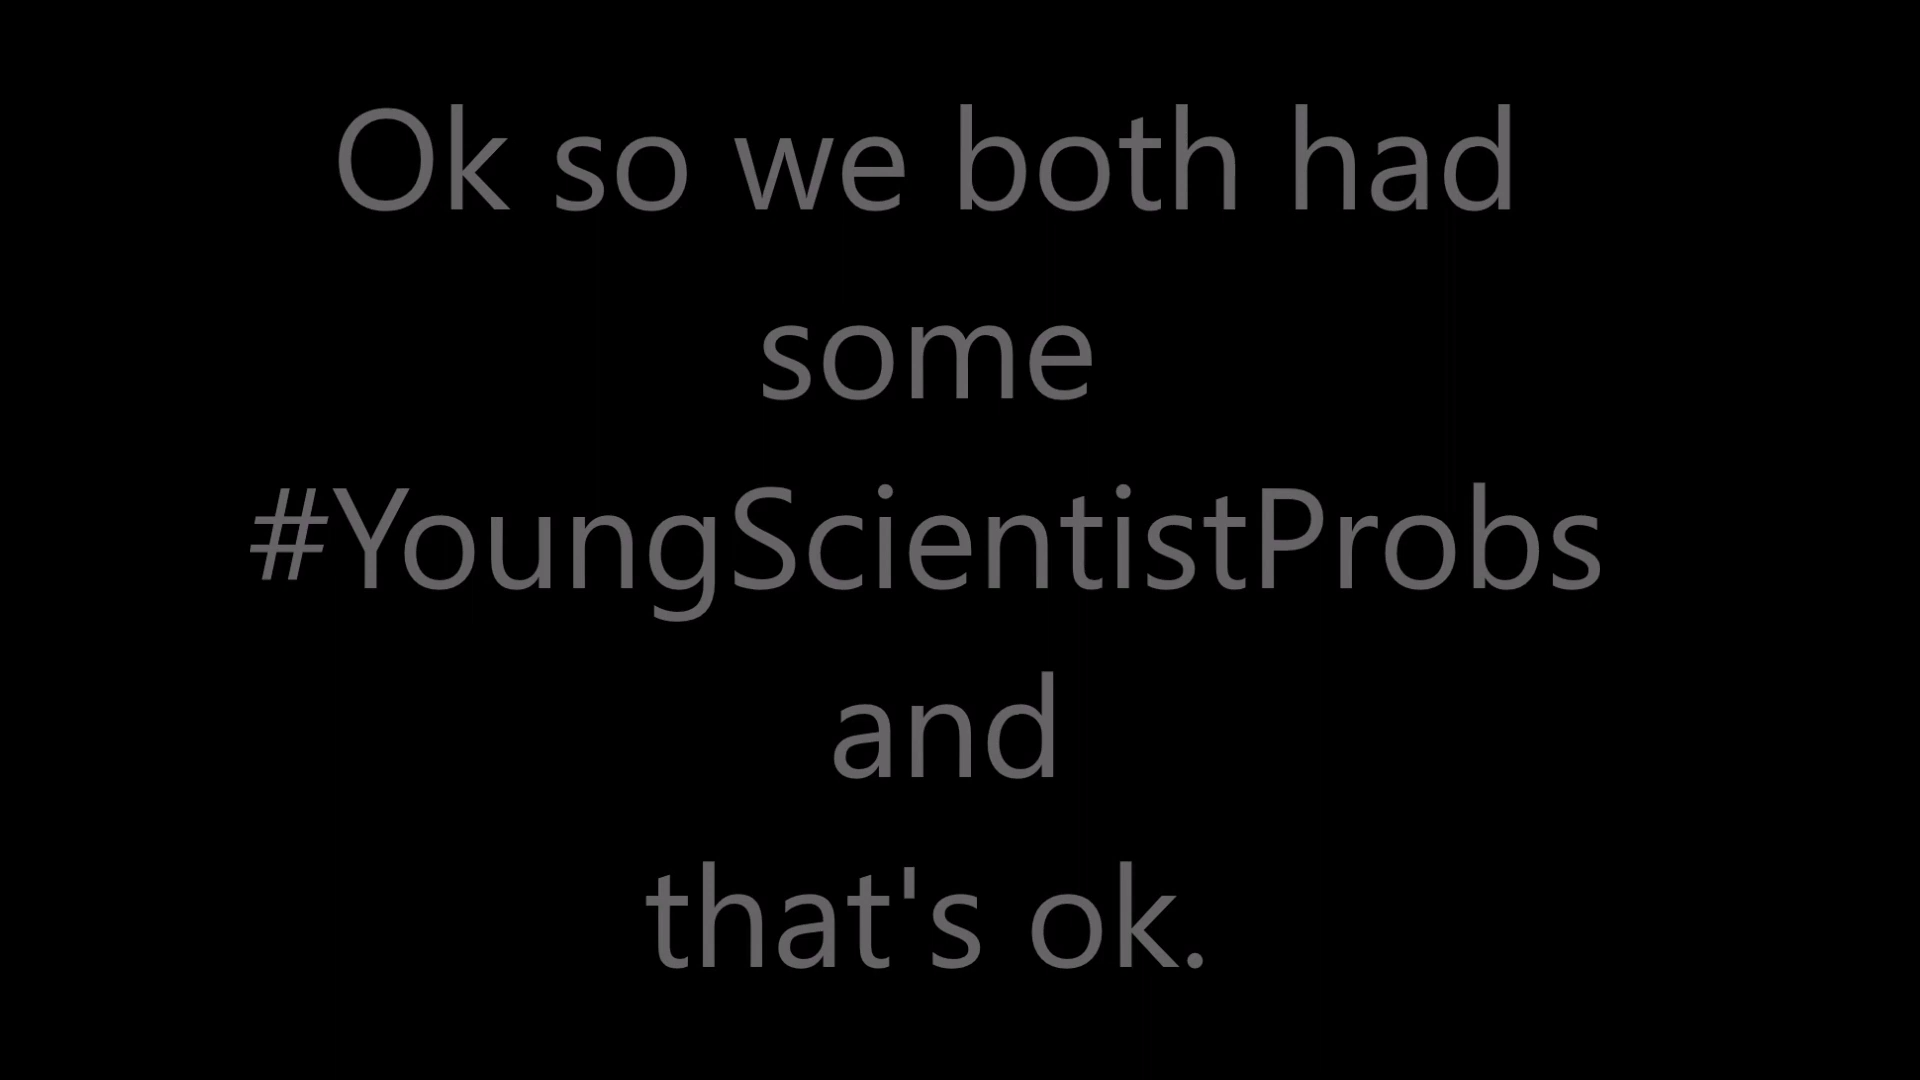 Ok so we both had
some
#YoungScientistProbs
and
that's ok.